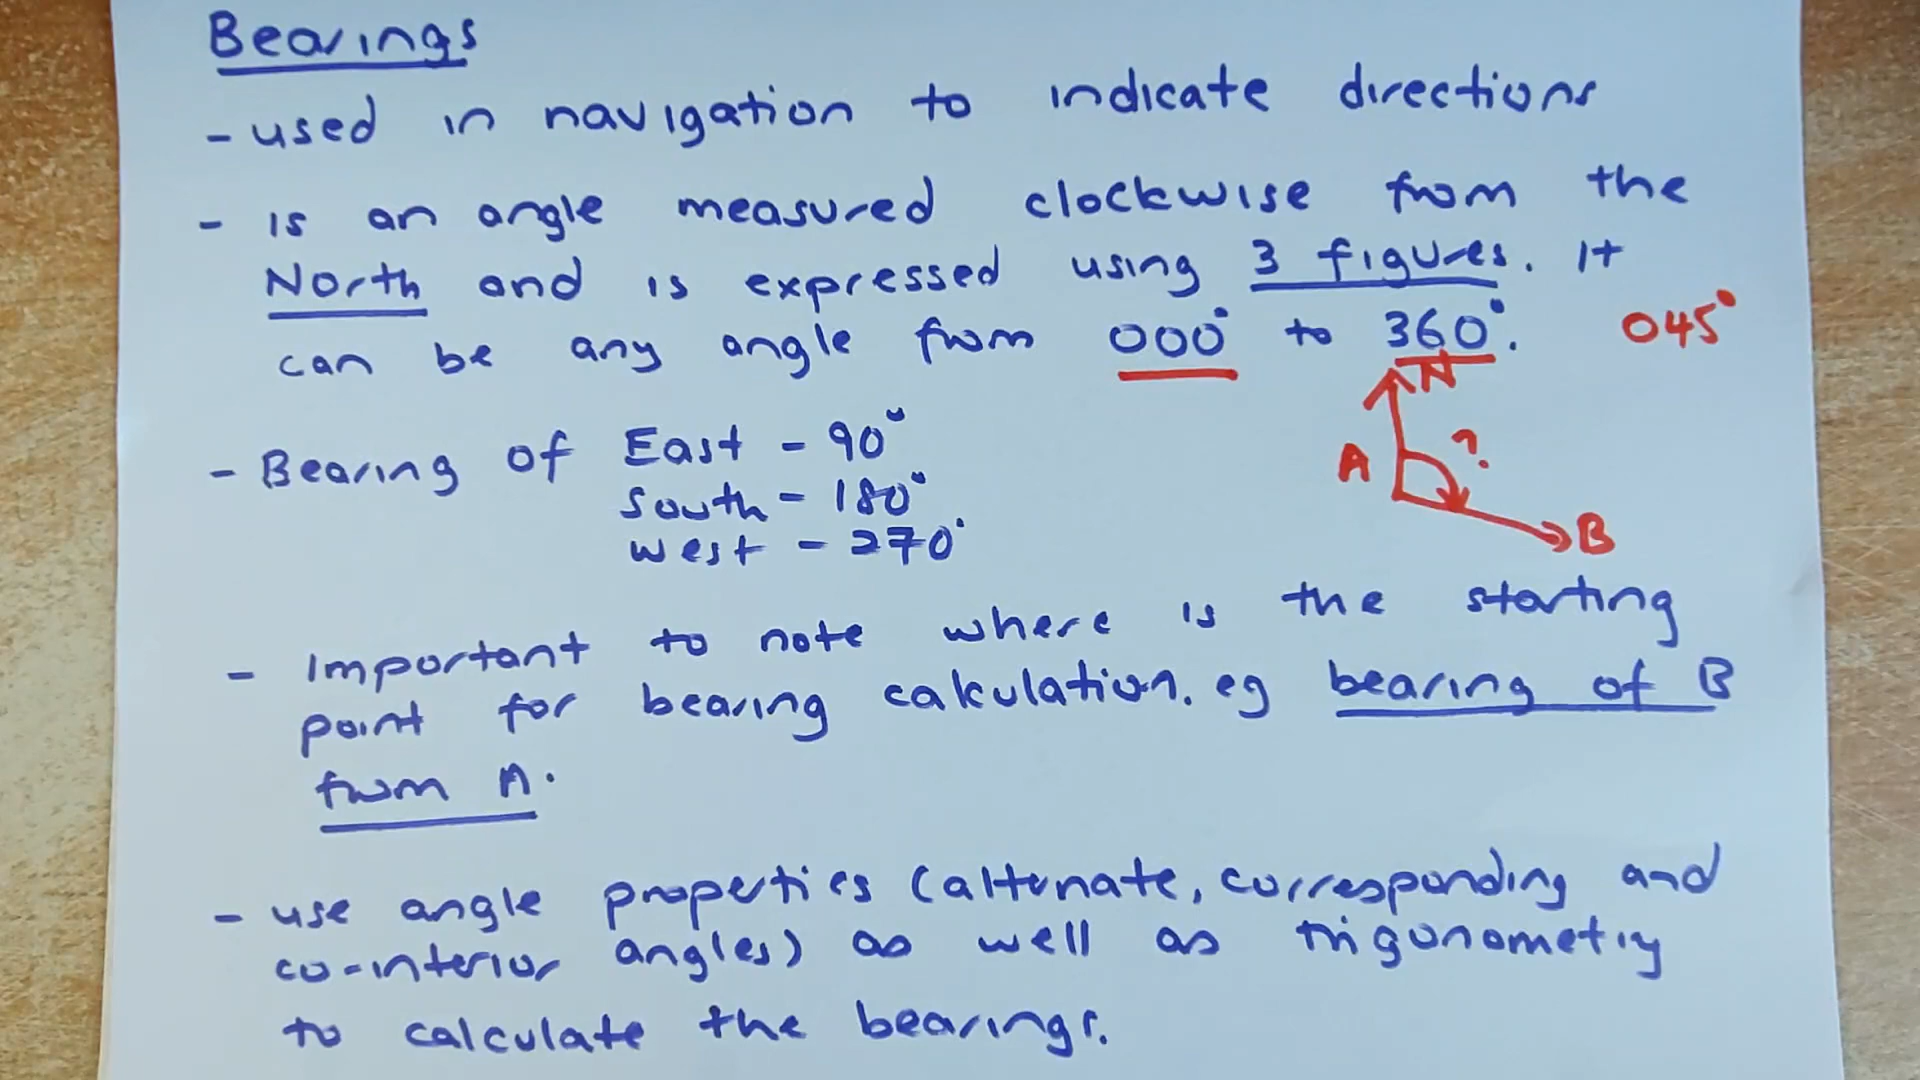 Bearings
- used in navigation to indicate directions
- is an angle measured clockwise from the
North and is expressed using 3 figures. It
can be any angle from 000° to 360°.
045°
N
A
?
B
- Bearing of East - 90°
South - 180°
West - 270°
- Important to note where is the starting
point for bearing calculation. eg bearing of B
from A.
- use angle properties (alternate, corresponding and
co-interior angles) as well as trigonometry
to calculate the bearings.